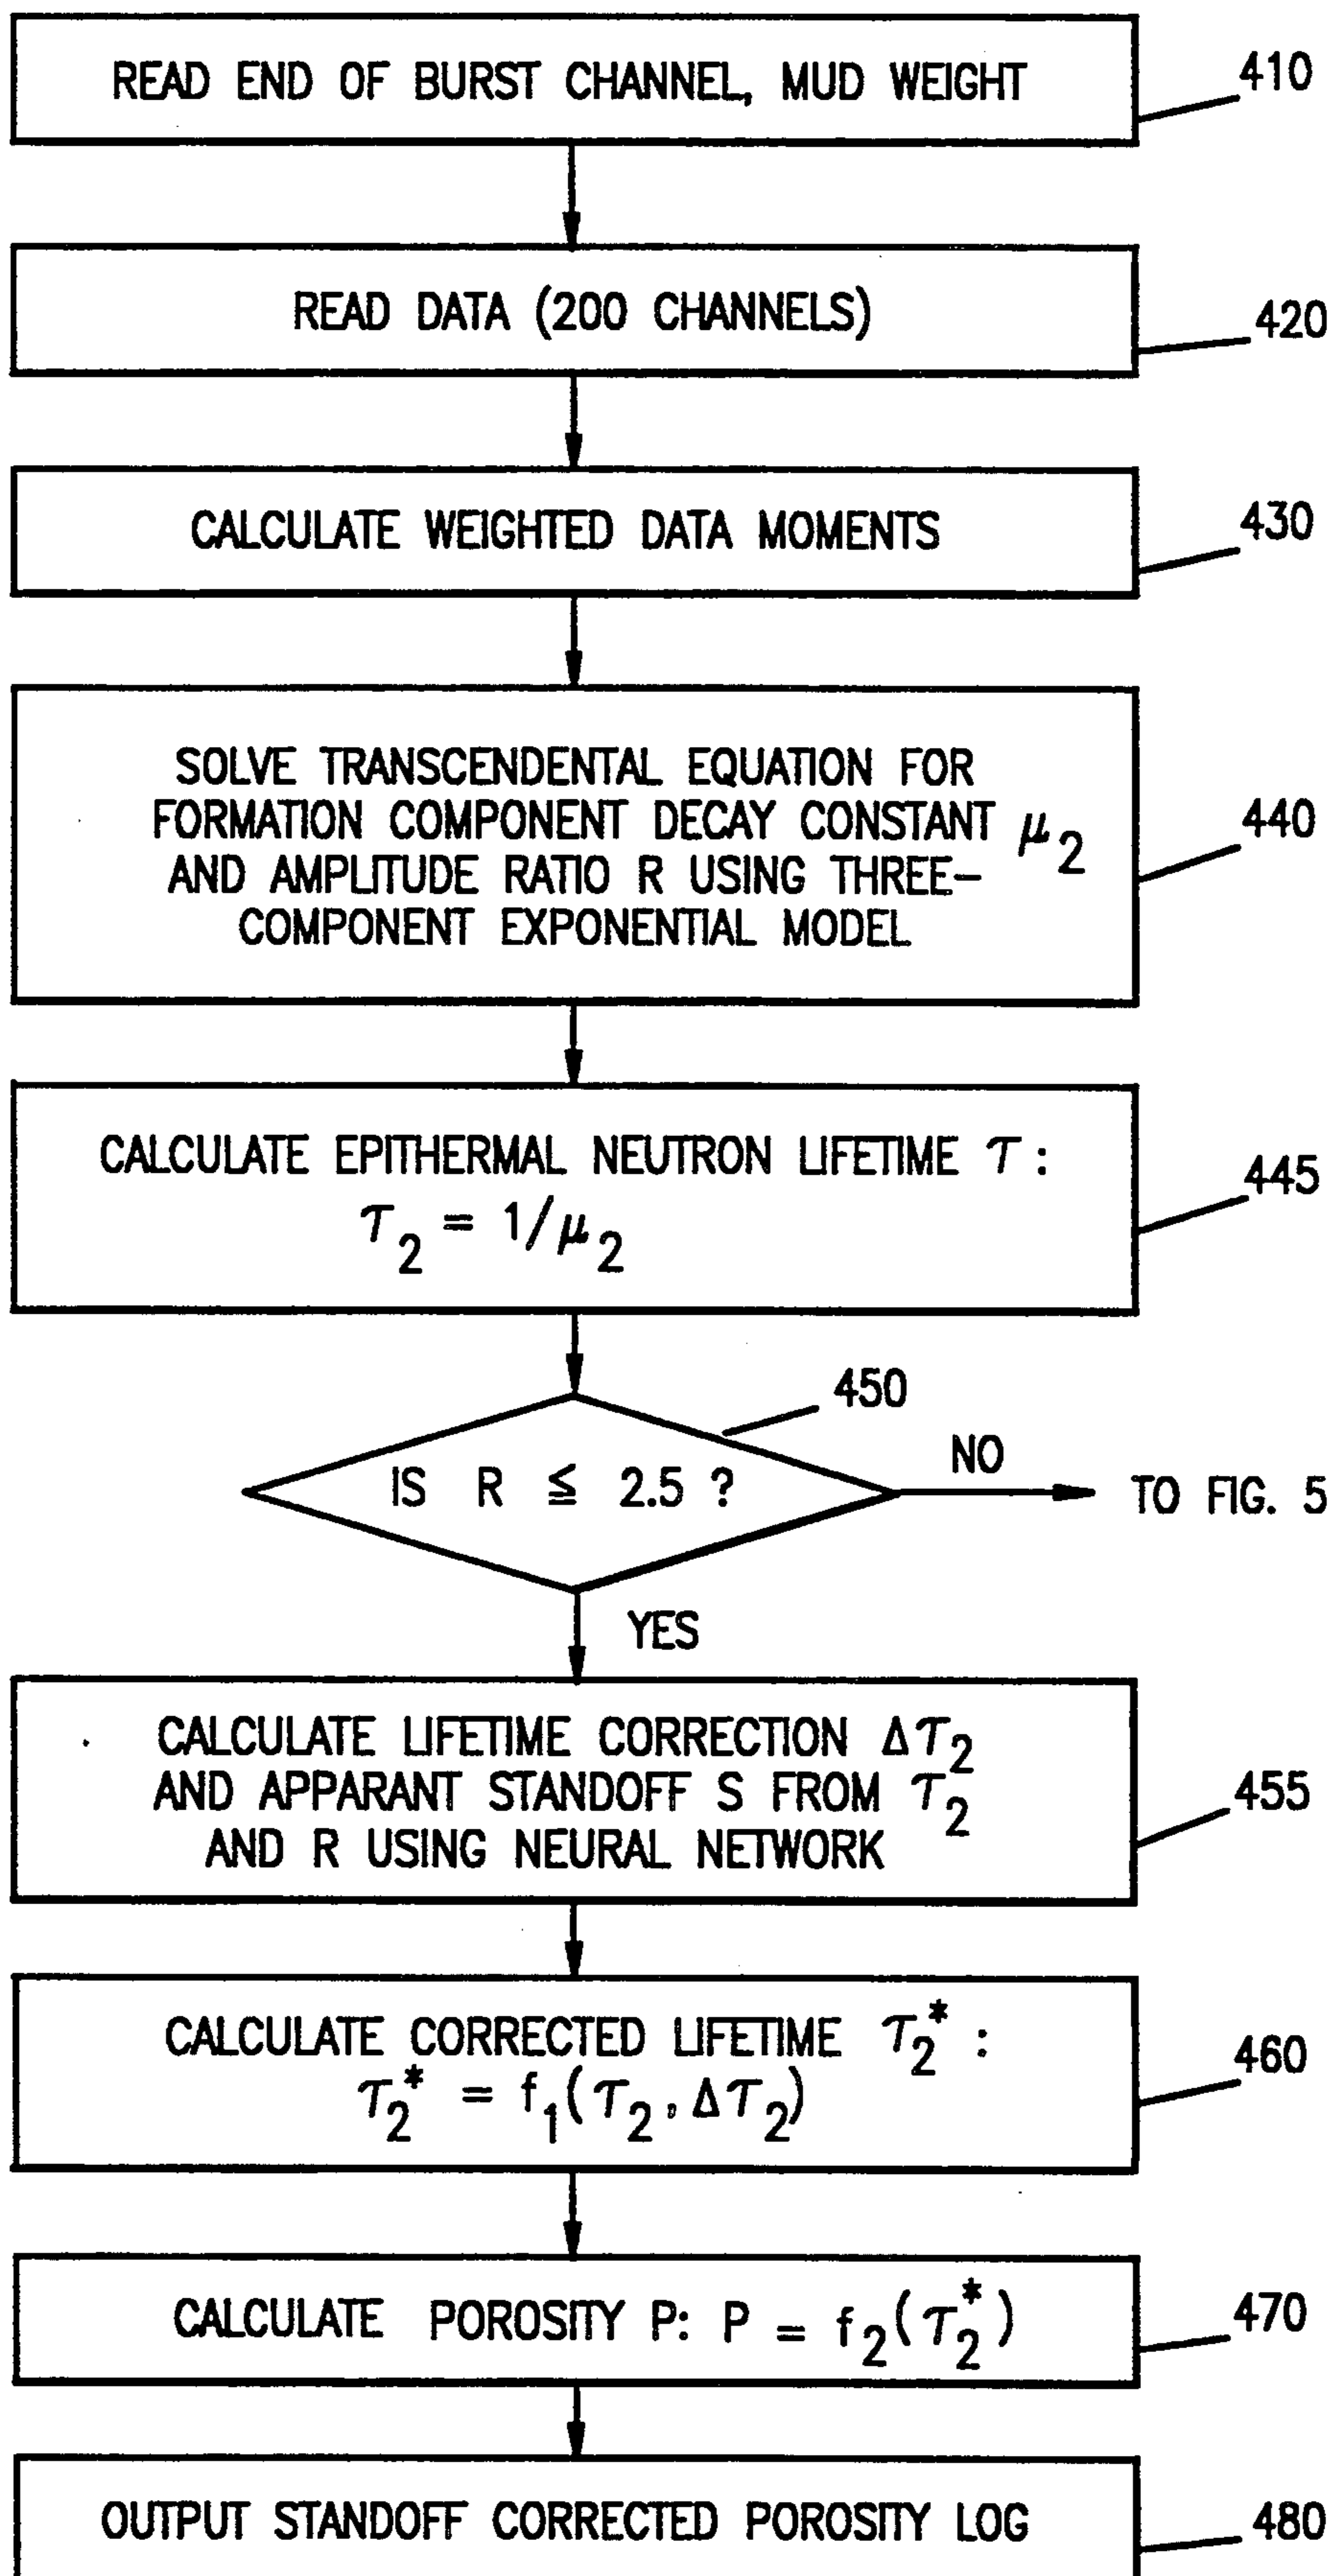 READ END OF BURST CHANNEL, MUD WEIGHT
410
READ DATA (200 CHANNELS)
420
CALCULATE WEIGHTED DATA MOMENTS
430
SOLVE TRANSCENDENTAL EQUATION FOR
FORMATION COMPONENT DECAY CONSTANT μ2
AND AMPLITUDE RATIO R USING THREE-
COMPONENT EXPONENTIAL MODEL
440
CALCULATE EPITHERMAL NEUTRON LIFETIME τ :
τ2 = 1/μ2
445
450
IS R ≦ 2.5 ?
NO
TO FIG. 5
YES
CALCULATE LIFETIME CORRECTION Δτ2
AND APPARANT STANDOFF S FROM τ2
AND R USING NEURAL NETWORK
455
CALCULATE CORRECTED LIFETIME τ2* :
τ2* = f1(τ2, Δτ2)
460
CALCULATE POROSITY P: P = f2(τ2*)
470
OUTPUT STANDOFF CORRECTED POROSITY LOG
480